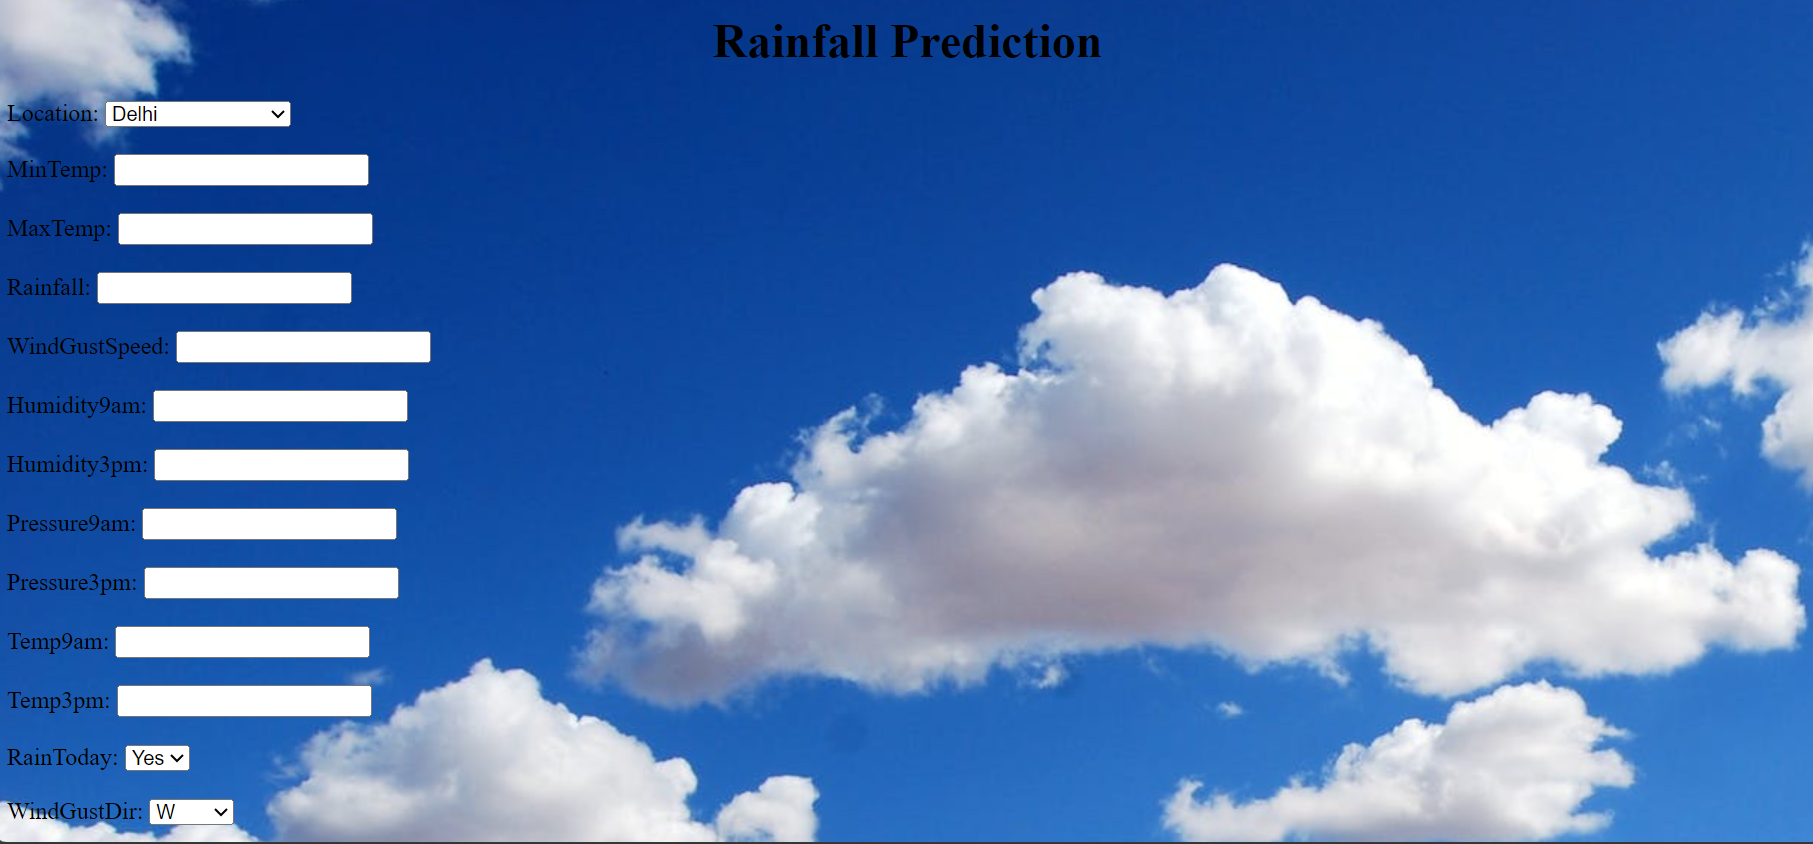 Rainfall Prediction
Location: Delhi
MinTemp:
MaxTemp:
Rainfall:
WindGustSpeed:
Humidity9am:
Humidity3pm:
Pressure9am:
Pressure3pm:
Temp9am:
Temp3pm:
RainToday: Yes
WindGustDir: W